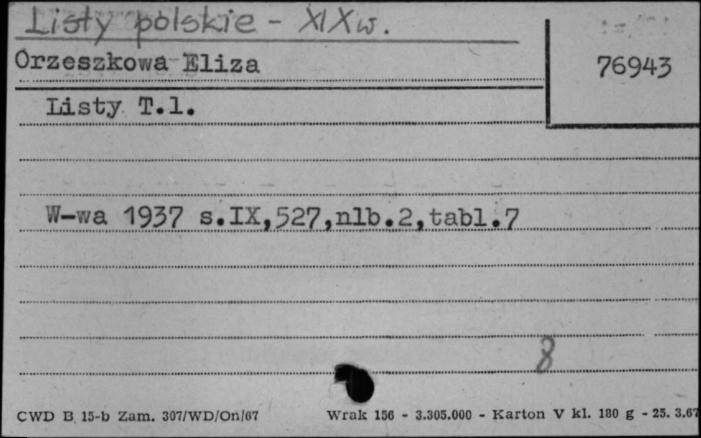 Listy polskie - XIX w.
Orzeszkowa Eliza
76943
Listy T.1.
W-wa 1937 s.IX,527,nlb.2,tabl.7
8
CWD B 15-b Zam. 307/WD/On/67 Wrak 156 - 3.305.000 - Karton V kl. 180 g - 25. 3.67